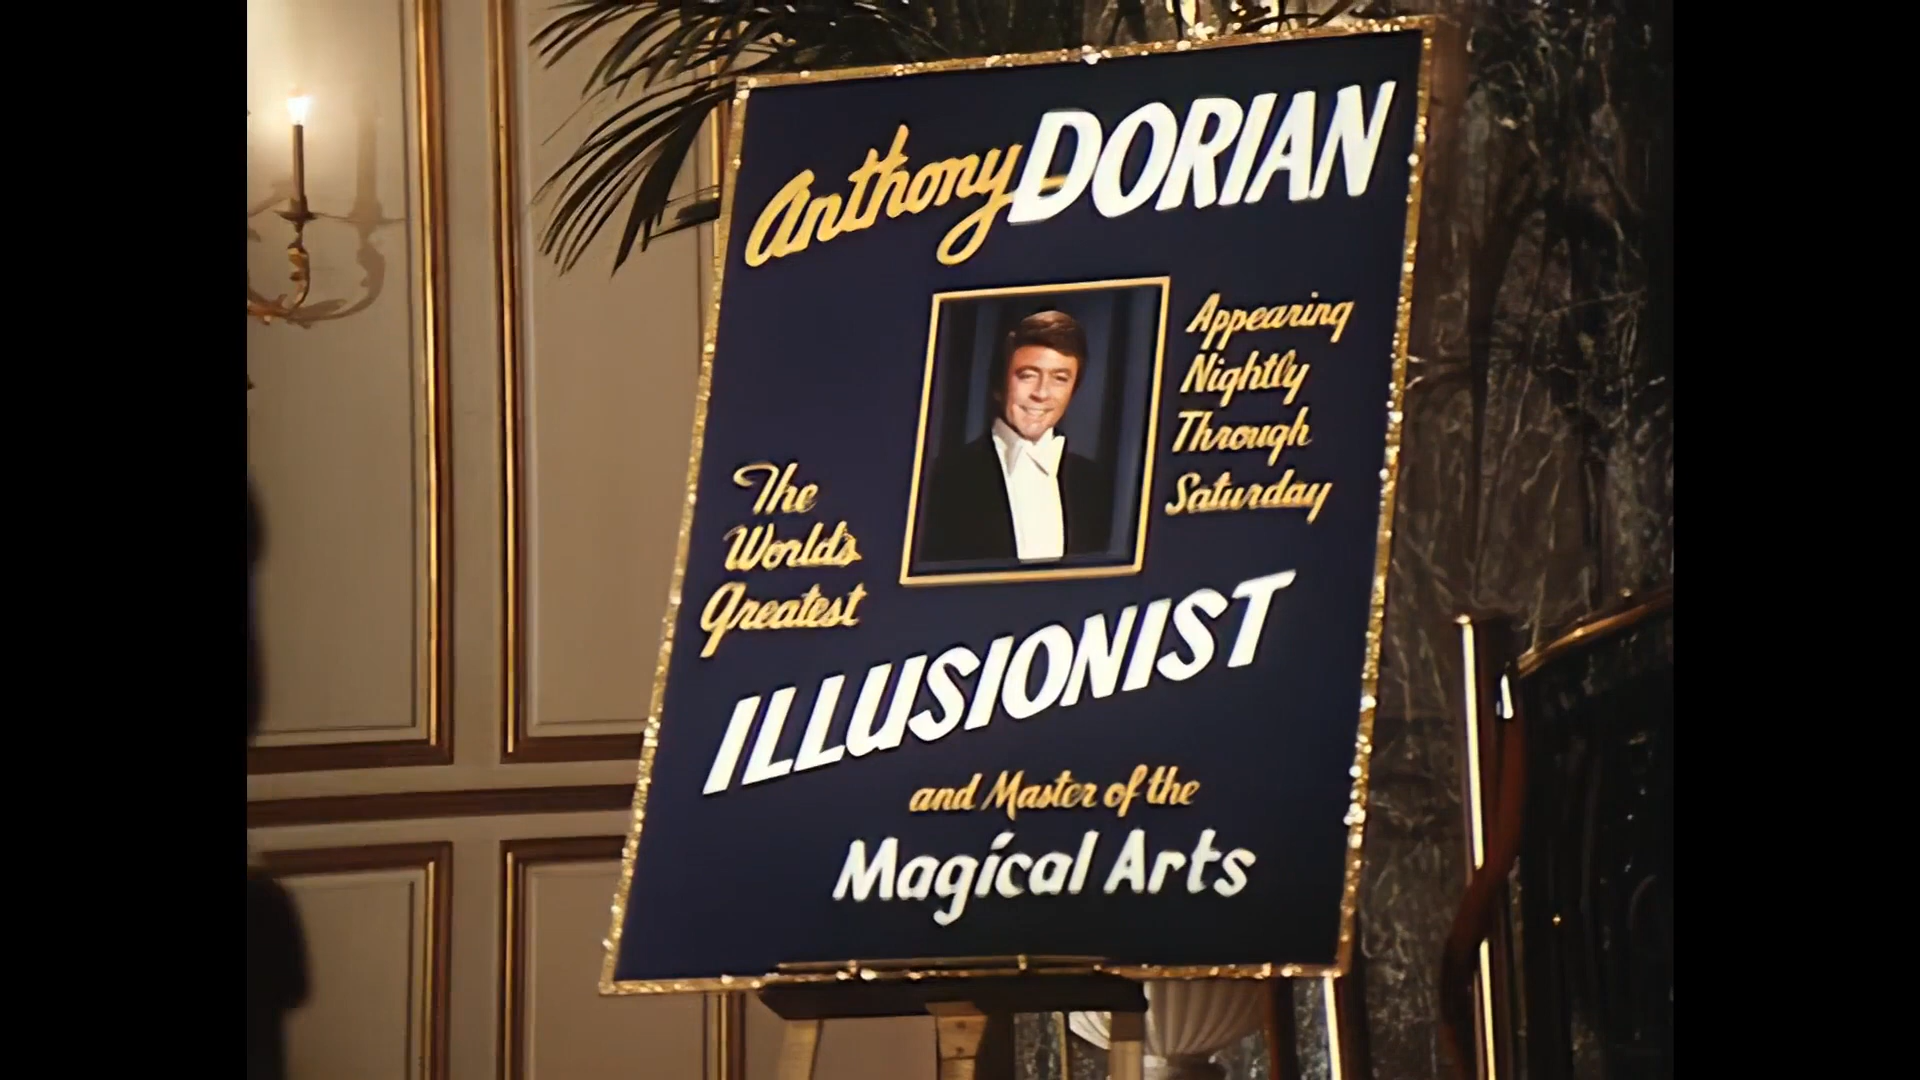 Anthony DORIAN
Appearing
Nightly
Through
Saturday
The
World's
Greatest
ILLUSIONIST
and Master of the
Magical Arts